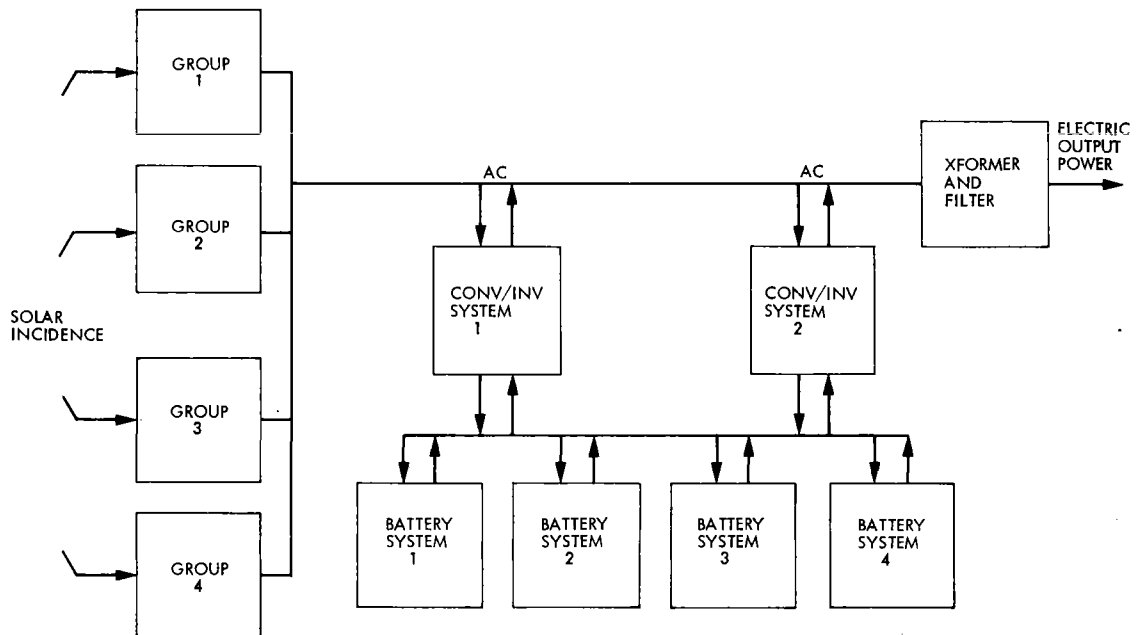 GROUP
1
GROUP
2
SOLAR
INCIDENCE
GROUP
3
GROUP
4
AC
AC
CONV/INV
SYSTEM
1
CONV/INV
SYSTEM
2
XFORMER
AND
FILTER
ELECTRIC
OUTPUT
POWER
BATTERY
SYSTEM
1
BATTERY
SYSTEM
2
BATTERY
SYSTEM
3
BATTERY
SYSTEM
4